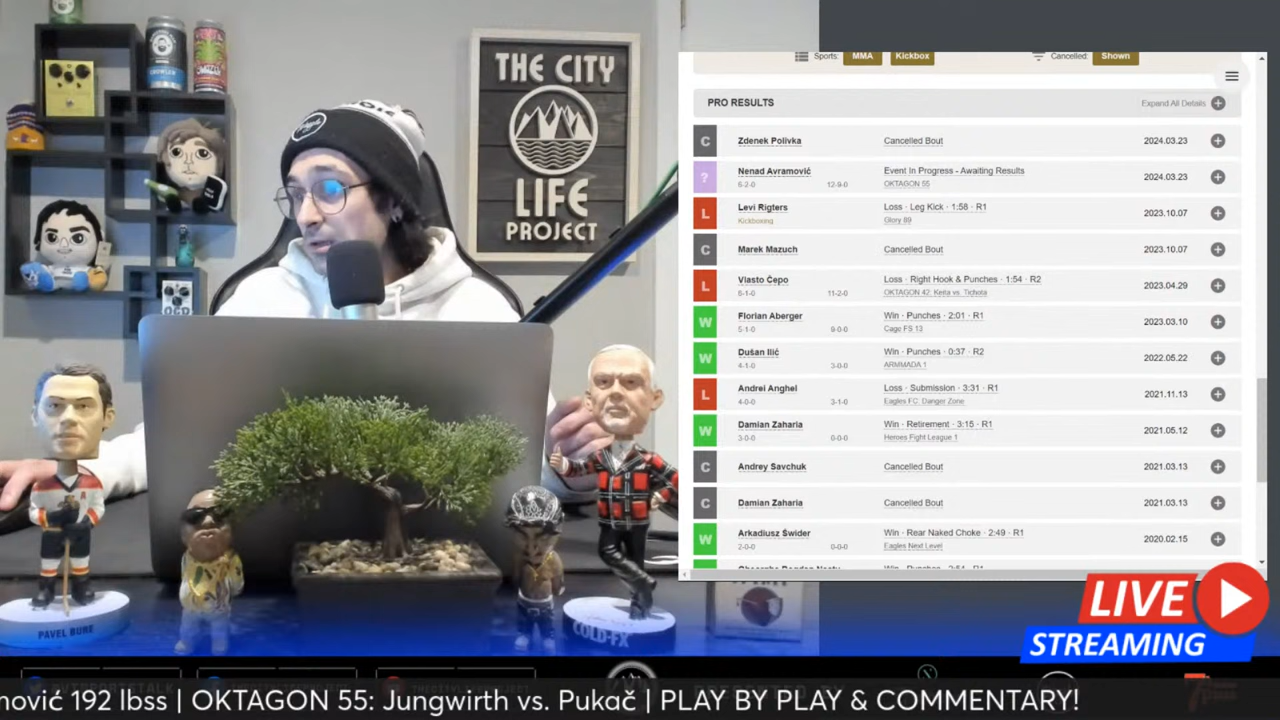 THE CITY
LIFE
PROJECT
Sports: MMA Kickbox Cancelled: Shown
PRO RESULTS Expand All Details
C Zdenek Polivka Cancelled Bout 2024.03.23
? Nenad Avramović Event In Progress - Awaiting Results 2024.03.23
6-2-0 12-9-0 OKTAGON 55
L Levi Rigters Loss · Leg Kick · 1:58 · R1 2023.10.07
Kickboxing Glory 89
C Marek Mazuch Cancelled Bout 2023.10.07
L Vlasto Čepo Loss · Right Hook & Punches · 1:54 · R2 2023.04.29
6-1-0 11-2-0 OKTAGON 42: Keita vs. Tichota
W Florian Aberger Win · Punches · 2:01 · R1 2023.03.10
5-1-0 9-0-0 Cage FS 13
W Dušan Ilić Win · Punches · 0:37 · R2 2022.05.22
4-1-0 3-0-0 ARMMADA 1
L Andrei Anghel Loss · Submission · 3:31 · R1 2021.11.13
4-0-0 3-1-0 Eagles FC: Danger Zone
W Damian Zaharia Win · Retirement · 3:15 · R1 2021.05.12
3-0-0 0-0-0 Heroes Fight League 1
C Andrey Savchuk Cancelled Bout 2021.03.13
C Damian Zaharia Cancelled Bout 2021.03.13
W Arkadiusz Świder Win · Rear Naked Choke · 2:49 · R1 2020.02.15
2-0-0 0-0-0 Eagles Next Level
PAVEL BURE
COLD-FX
LIVE
STREAMING
nović 192 lbss | OKTAGON 55: Jungwirth vs. Pukač | PLAY BY PLAY & COMMENTARY!